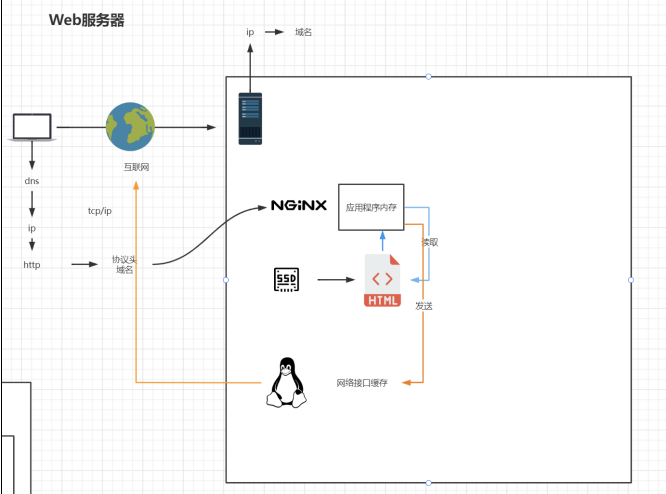 Web服务器
ip
域名
互联网
dns
tcp/ip
ip
NGINX
应用程序内存
读取
协议头
域名
http
SSD
HTML
发送
网络接口缓存